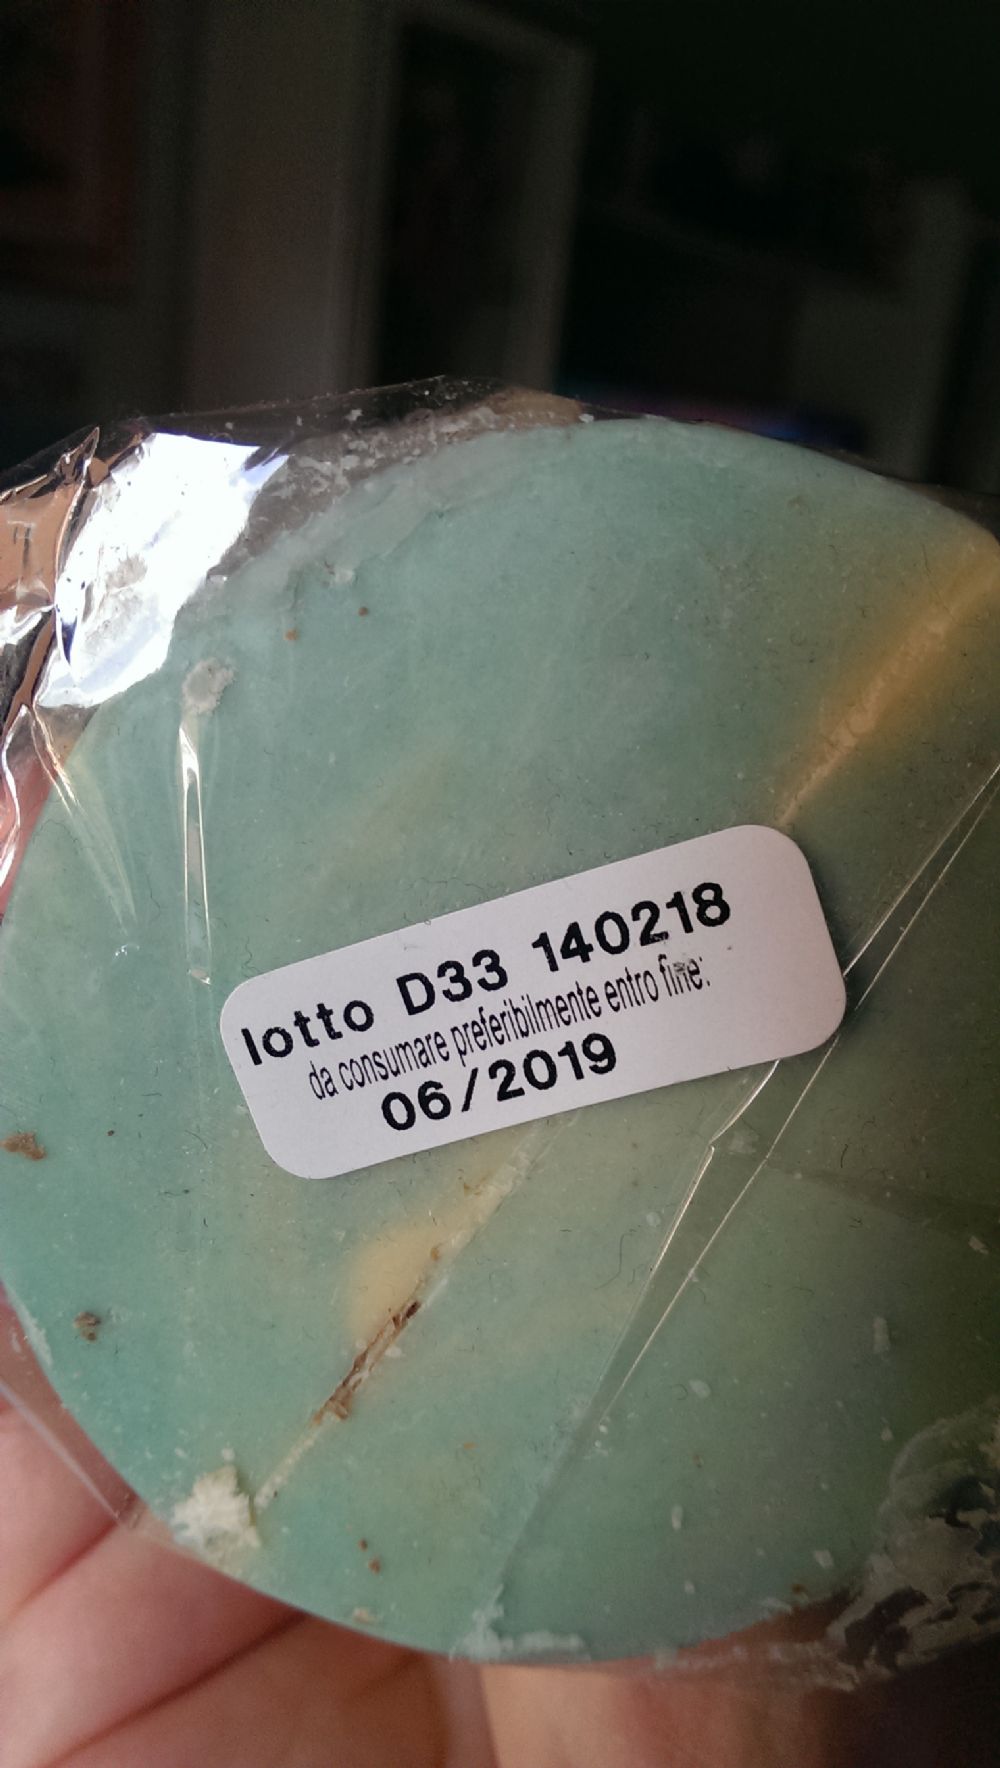 lotto D33 140218
da consumare preferibilmente entro fine:
06/2019